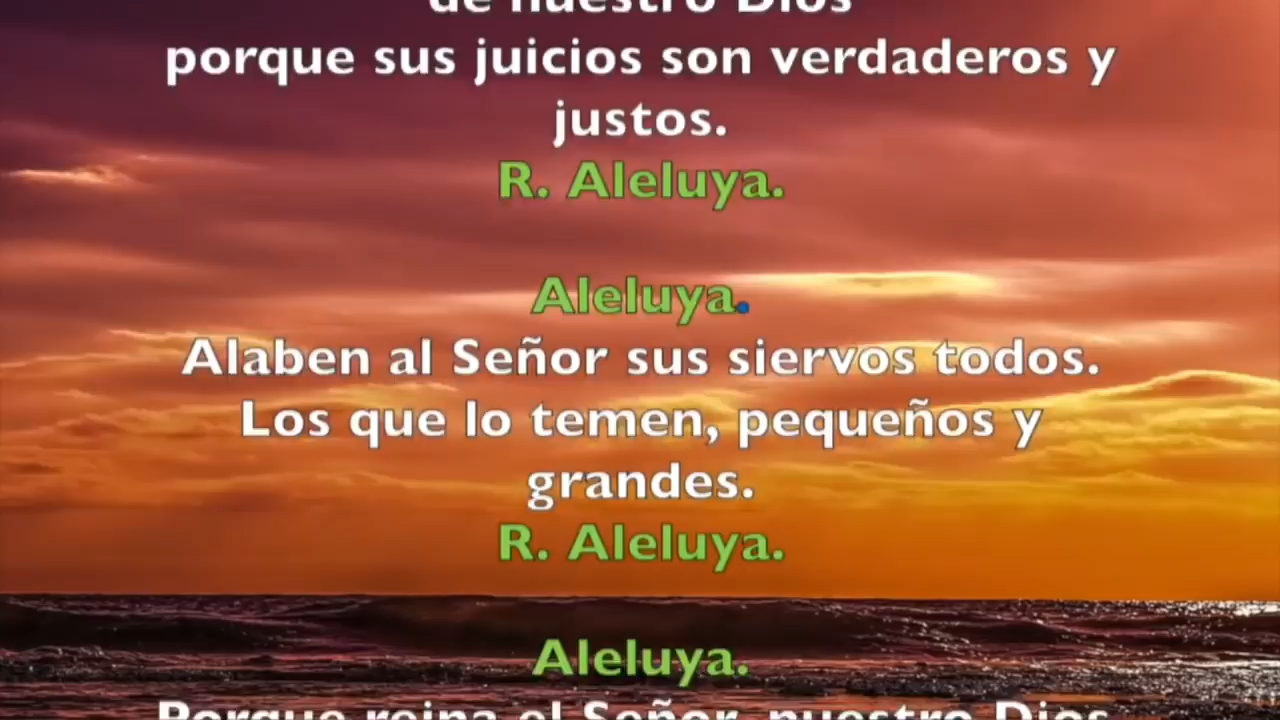 de nuestro Dios
porque sus juicios son verdaderos y
justos.
R. Aleluya.
Aleluya.
Alaben al Señor sus siervos todos.
Los que lo temen, pequeños y
grandes.
R. Aleluya.
Aleluya.
Porque reina el Señor, nuestro Dios